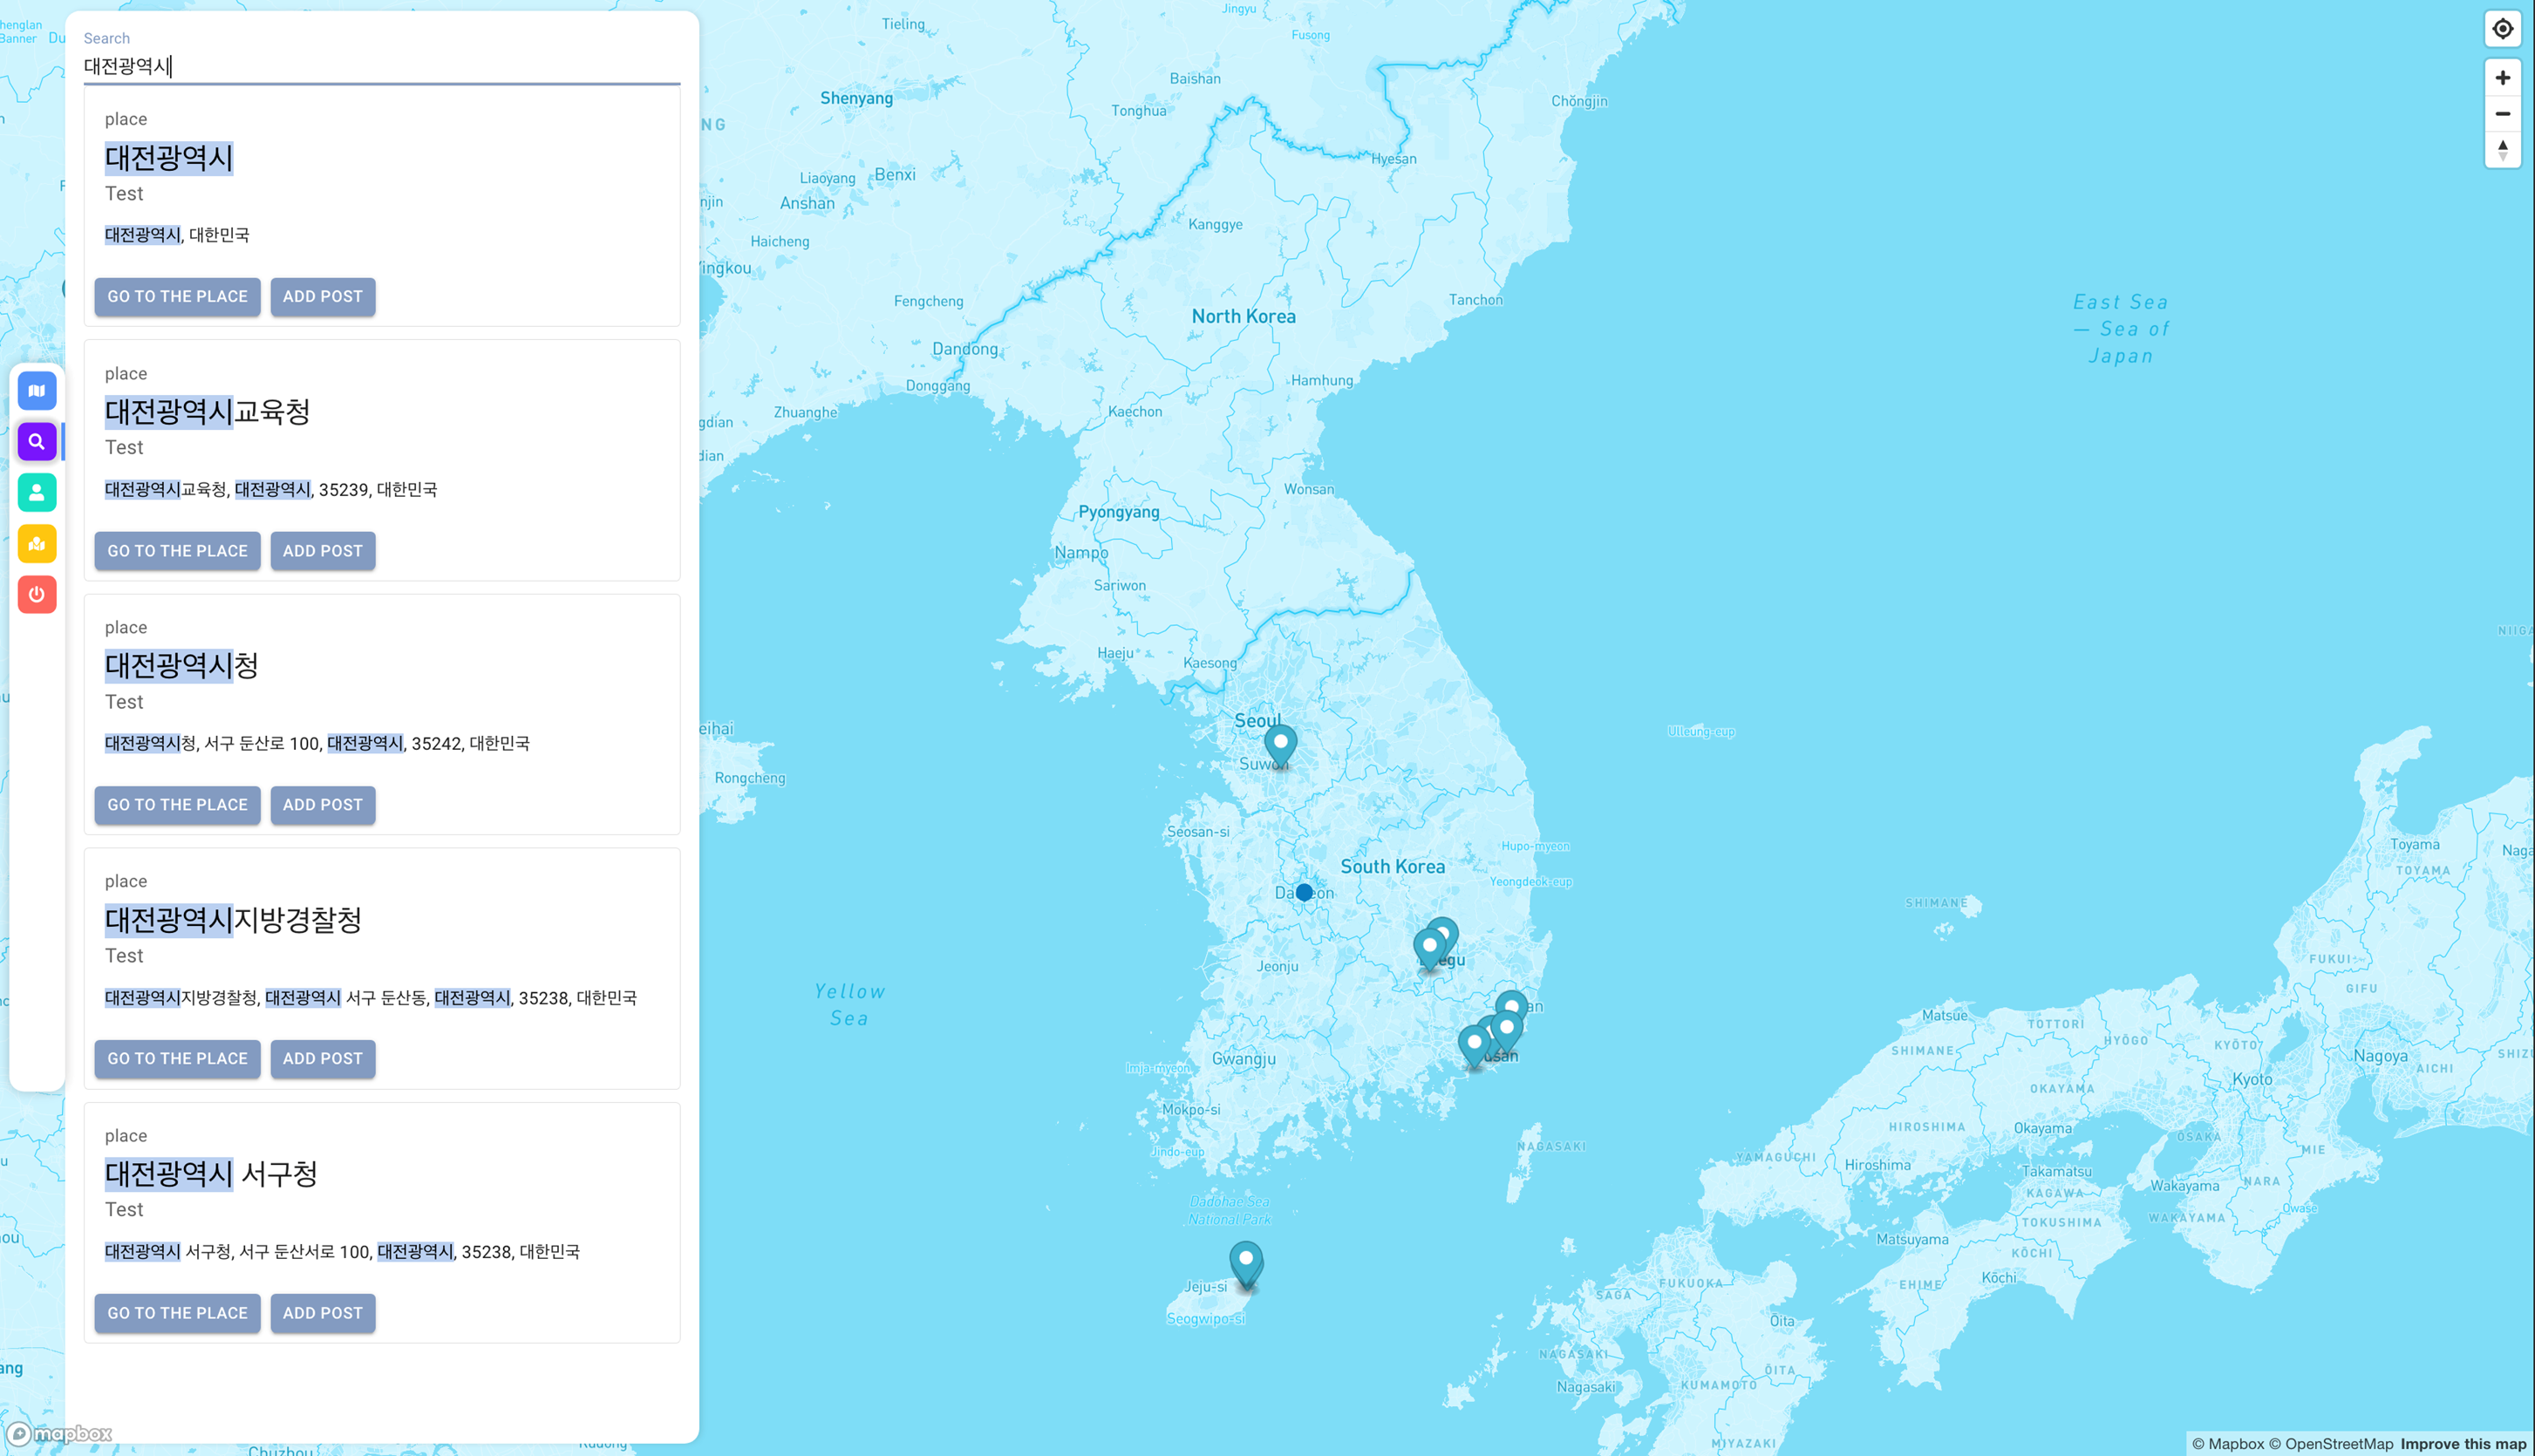 Search
대전광역시
place
대전광역시
Test
대전광역시, 대한민국
GO TO THE PLACE
ADD POST
place
대전광역시교육청
Test
대전광역시교육청, 대전광역시, 35239, 대한민국
GO TO THE PLACE
ADD POST
place
대전광역시청
Test
대전광역시청, 서구 둔산로 100, 대전광역시, 35242, 대한민국
GO TO THE PLACE
ADD POST
place
대전광역시지방경찰청
Test
대전광역시지방경찰청, 대전광역시 서구 둔산동, 대전광역시, 35238, 대한민국
GO TO THE PLACE
ADD POST
place
대전광역시 서구청
Test
대전광역시 서구청, 서구 둔산서로 100, 대전광역시, 35238, 대한민국
GO TO THE PLACE
ADD POST
mapbox
Banner
Chuzhou
Jingyu
Tieling
Fusong
Baishan
Shenyang
Chŏngjin
Tonghua
Hyesan
Benxi
Liaoyang
Anshan
Kanggye
Haicheng
Tanchon
Fengcheng
North Korea
East Sea
— Sea of
Japan
Dandong
Hamhung
Donggang
Zhuanghe
Kaechon
Wonsan
Pyongyang
Nampo
Sariwon
Haeju
Kaesong
Seoul
Ulleung-eup
Rongcheng
Seosan-si
Hupo-myeon
Toyama
South Korea
TOYAMA
Yeongdeok-eup
SHIMANE
Jeonju
FUKUI
GIFU
Yellow
Sea
Matsue
TOTTORI
HYŌGO
KYŌTO
SHIMANE
Nagoya
Gwangju
Imja-myeon
AICHI
Kyoto
OKAYAMA
Mokpo-si
HIROSHIMA
Okayama
ŌSAKA
NAGASAKI
Jindo-eup
MIE
YAMAGUCHI
Hiroshima
Takamatsu
NARA
KAGAWA
Wakayama
Dadohae Sea
National Park
Owase
TOKUSHIMA
WAKAYAMA
Matsuyama
KŌCHI
Kōchi
Jeju-si
FUKUOKA
EHIME
SAGA
Seogwipo-si
Ōita
NAGASAKI
ŌITA
Nagasaki
KUMAMOTO
MIYAZAKI
© Mapbox © OpenStreetMap Improve this map